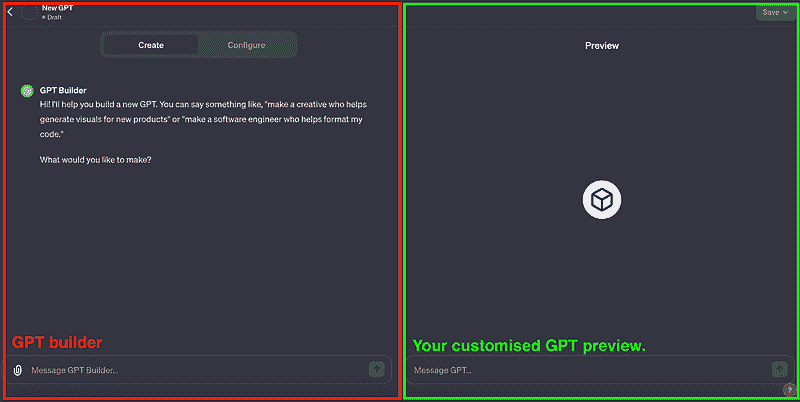 New GPT
Draft
Save
Create
Configure
Preview
GPT Builder
Hi! I'll help you build a new GPT. You can say something like, "make a creative who helps
generate visuals for new products" or "make a software engineer who helps format my
code."
What would you like to make?
GPT builder
Your customised GPT preview.
Message GPT Builder...
Message GPT...
?